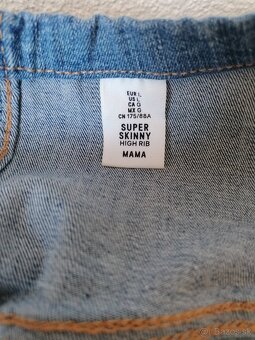 EUR L
US L
CA G
MX G
CN 175/88A
SUPER
SKINNY
HIGH RIB
MAMA